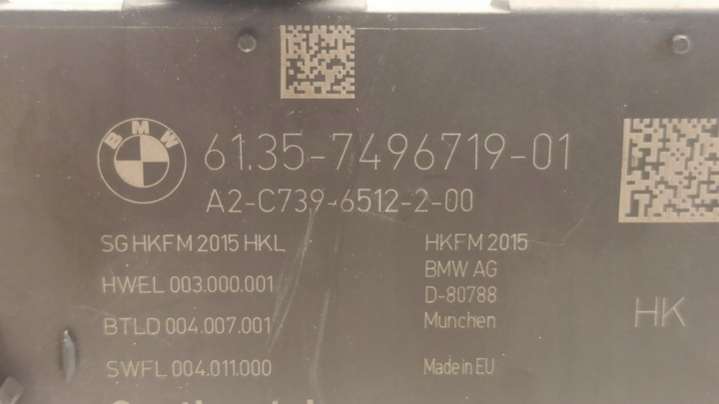 BMW
61.35-7496719-01
A2-C739-6512-2-00
SG HKFM 2015 HKL
HWEL 003.000.001
BTLD 004.007.001
SWFL 004.011.000
HKFM 2015
BMW AG
D-80788
Munchen
Made in EU
HK